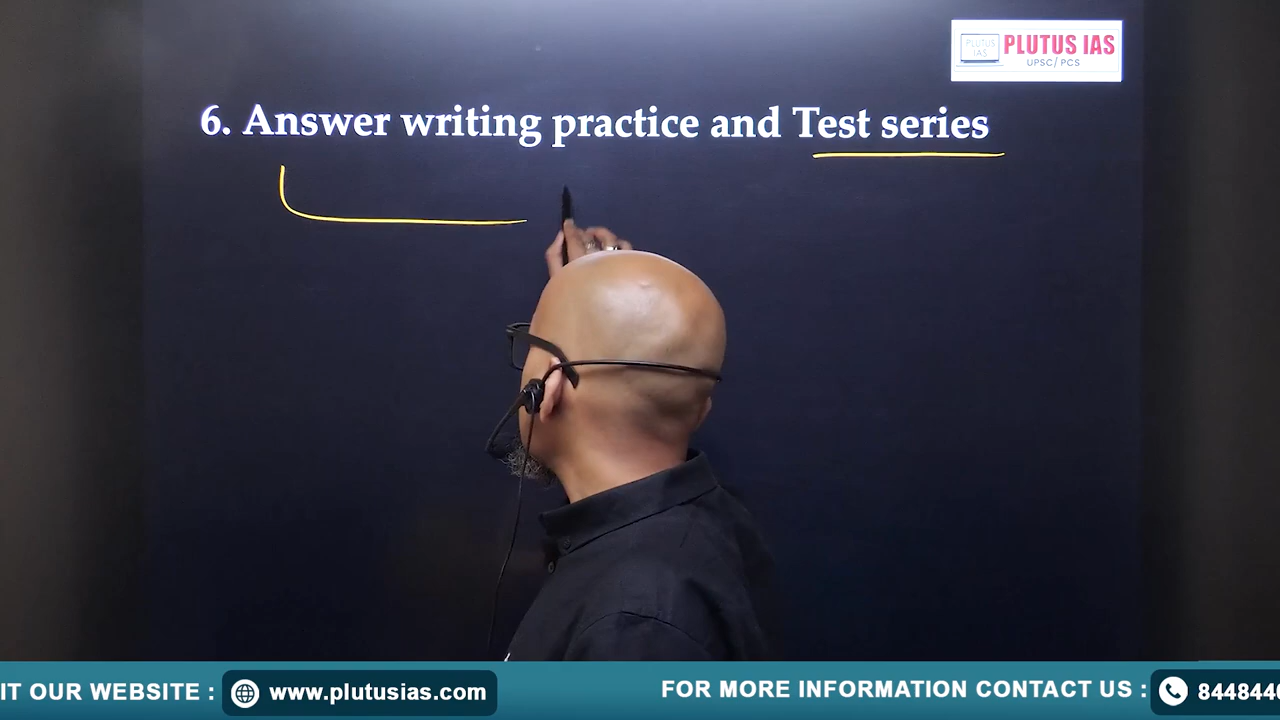 PLUTUS IAS
PLUTUS IAS
UPSC/ PCS
6. Answer writing practice and Test series
IT OUR WEBSITE : www.plutusias.com
FOR MORE INFORMATION CONTACT US :